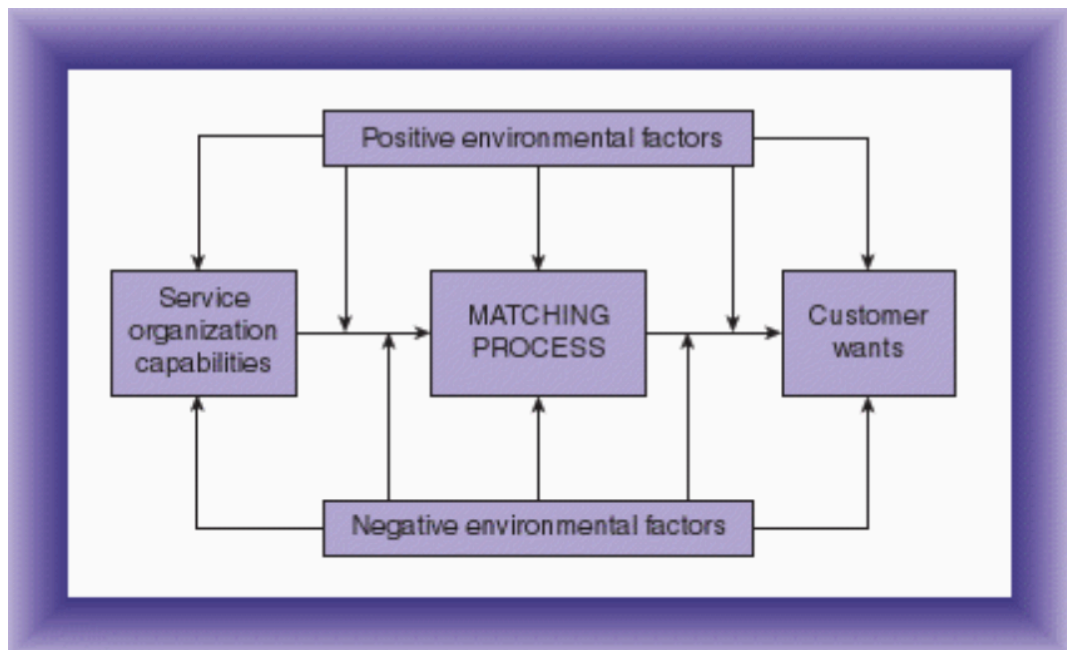 Positive environmental factors
Service
organization
capabilities
MATCHING
PROCESS
Customer
wants
Negative environmental factors